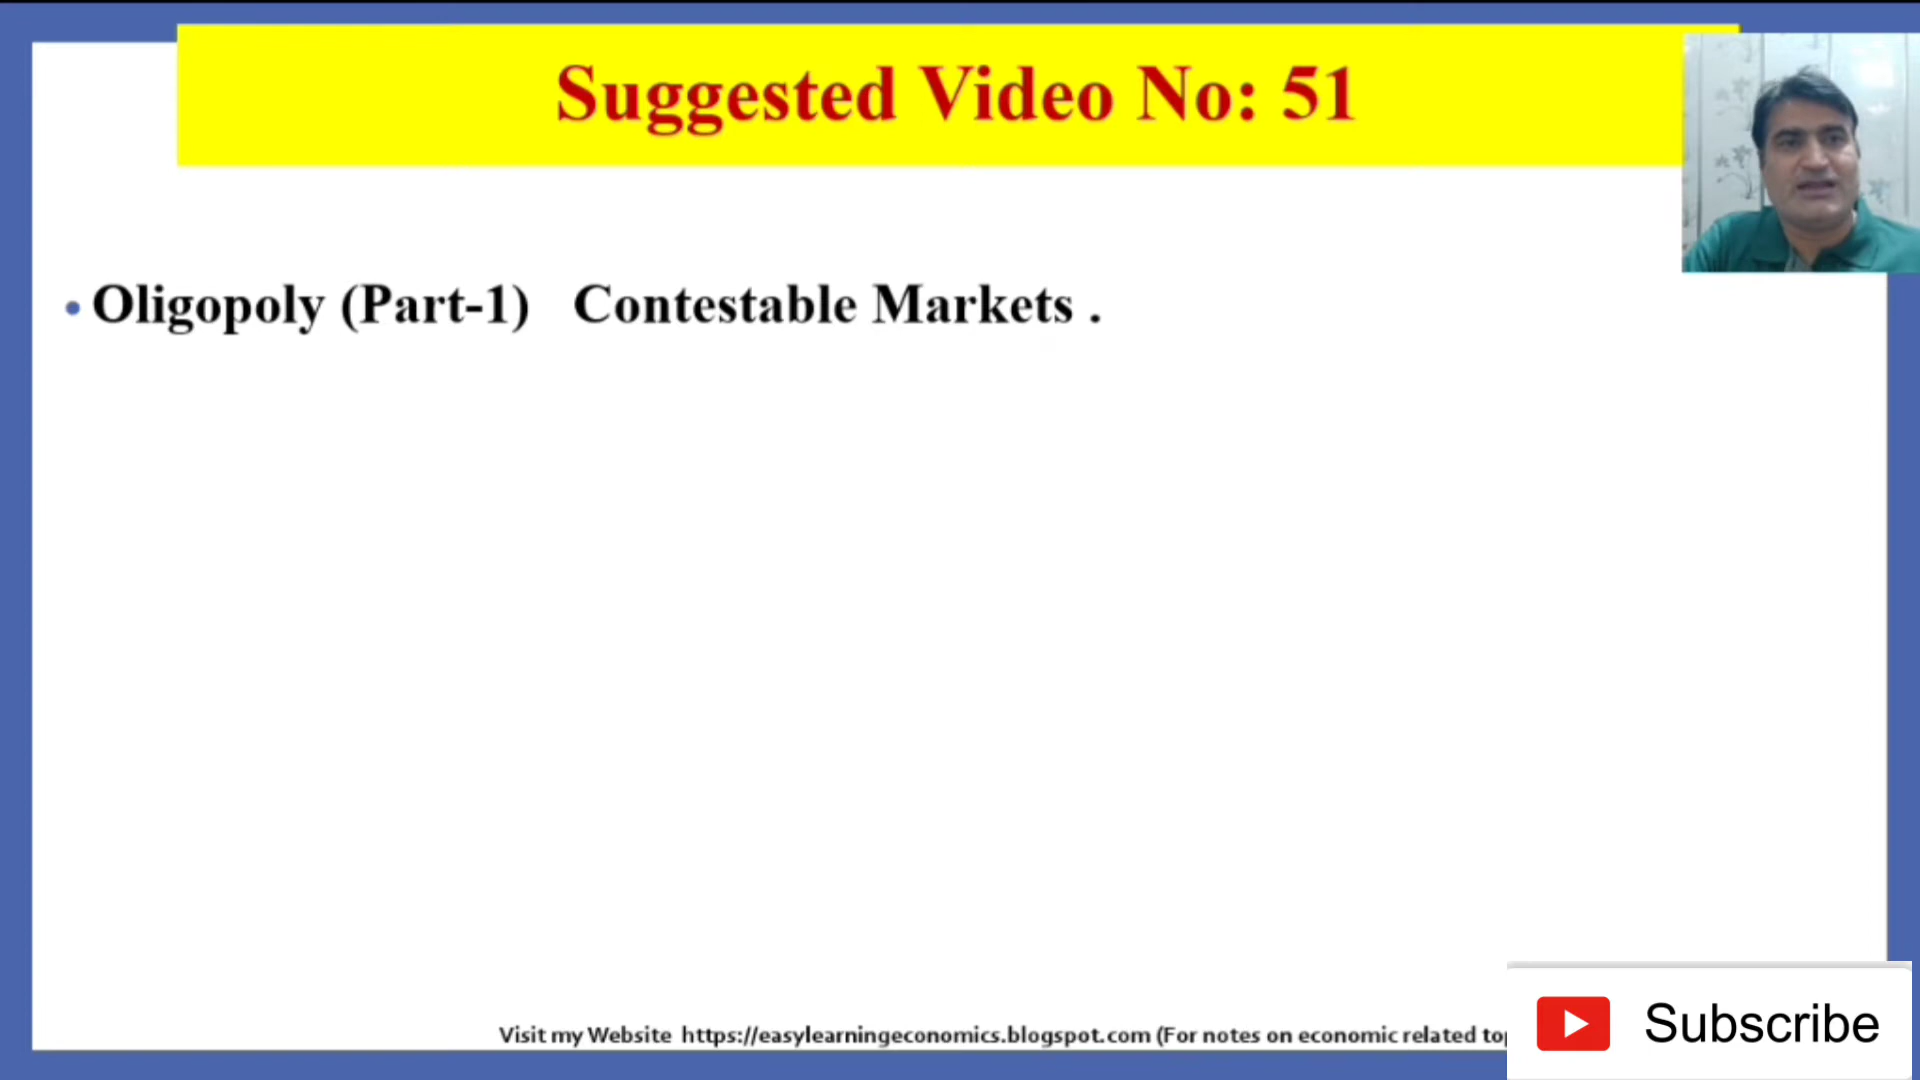 Suggested Video No: 51
• Oligopoly (Part-1) Contestable Markets .
Visit my Website https://easylearningeconomics.blogspot.com (For notes on economic related
Subscribe